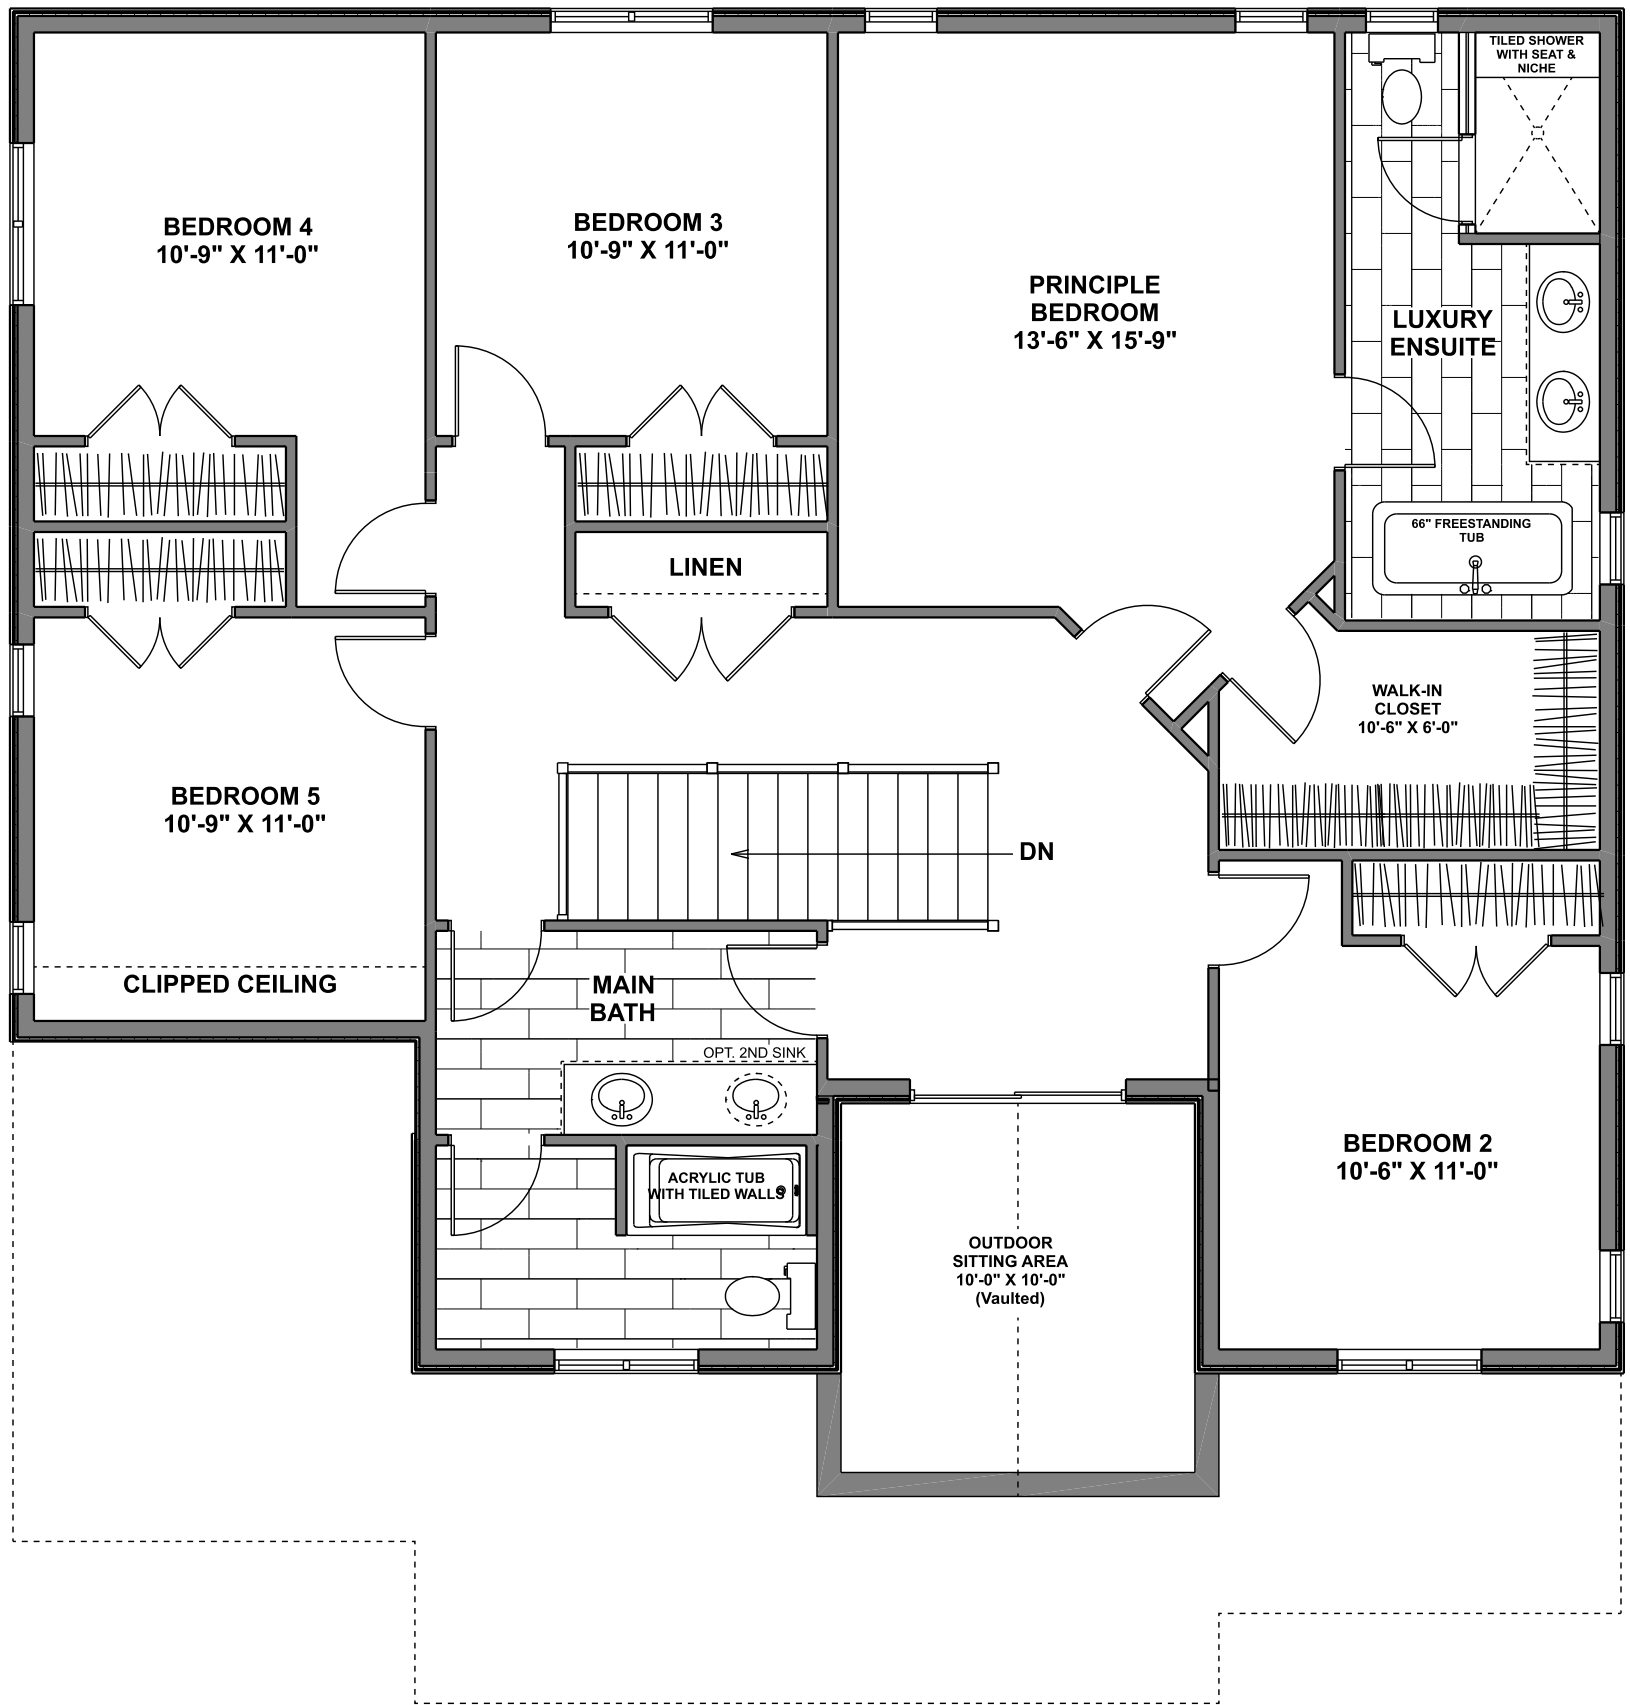 TILED SHOWER
WITH SEAT &
NICHE
BEDROOM 4
10'-9" X 11'-0"
BEDROOM 3
10'-9" X 11'-0"
PRINCIPLE
BEDROOM
13'-6" X 15'-9"
LUXURY
ENSUITE
66" FREESTANDING
TUB
LINEN
WALK-IN
CLOSET
10'-6" X 6'-0"
BEDROOM 5
10'-9" X 11'-0"
DN
CLIPPED CEILING
MAIN
BATH
OPT. 2ND SINK
ACRYLIC TUB
WITH TILED WALLS
BEDROOM 2
10'-6" X 11'-0"
OUTDOOR
SITTING AREA
10'-0" X 10'-0"
(Vaulted)